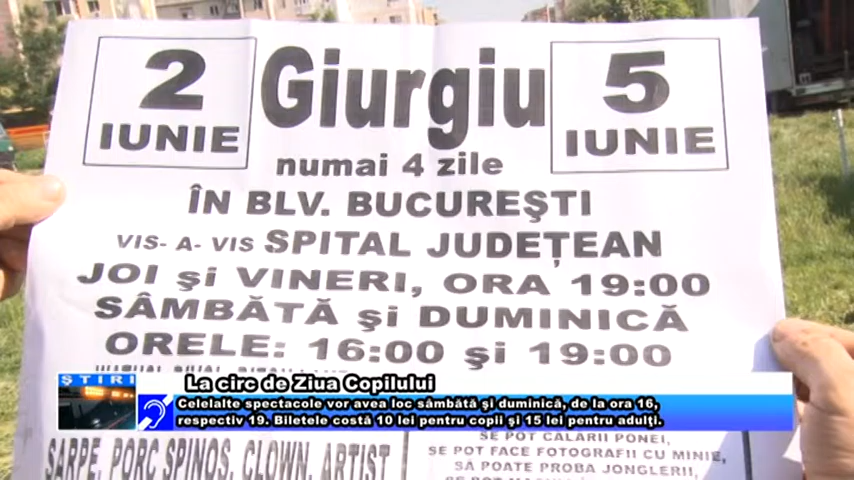 2 IUNIE
Giurgiu
5 IUNIE
numai 4 zile
ÎN BLV. BUCUREŞTI
VIS- A- VIS SPITAL JUDEȚEAN
JOI şi VINERI, ORA 19:00
SÂMBĂTĂ şi DUMINICĂ
ORELE: 16:00 şi 19:00
ŞTIRI
La circ de Ziua Copilului
Celelalte spectacole vor avea loc sâmbătă şi duminică, de la ora 16,
respectiv 19. Biletele costă 10 lei pentru copii şi 15 lei pentru adulţi.
SARPE, PORC SPINOS, CLOWN, ARTIST
SE POT CALARII PONEI,
SE POT FACE FOTOGRAFII CU MINIE,
SĂ POATE PROBA JONGLERII,